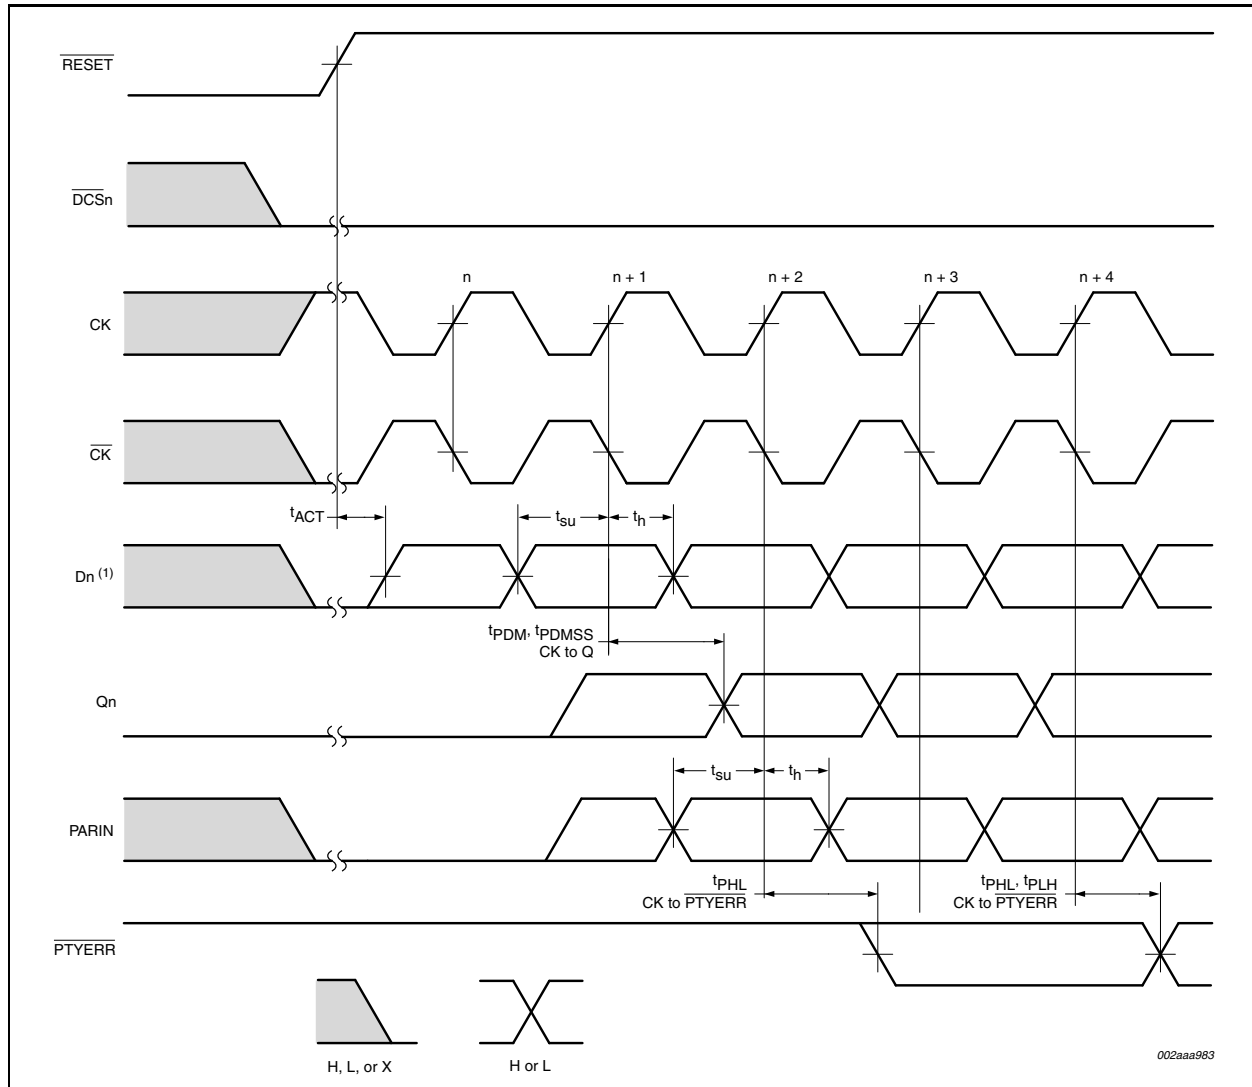 RESET
DCSn
n n + 1 n + 2 n + 3 n + 4
CK
CK
tACT tsu th
Dn (1)
tPDM, tPDMSS
CK to Q
Qn
tsu th
PARIN
tPHL
CK to PTYERR
tPHL, tPLH
CK to PTYERR
PTYERR
H, L, or X
H or L
002aaa983